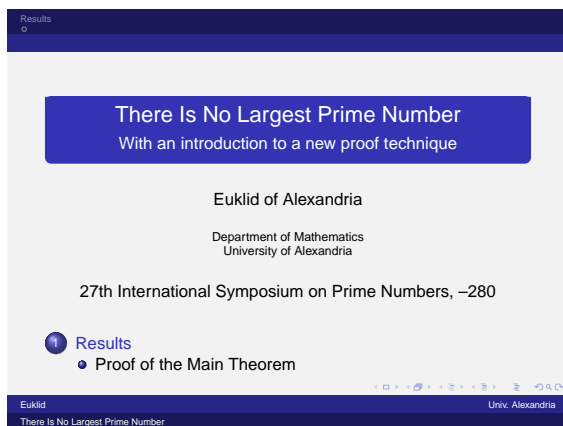 Results
There Is No Largest Prime Number
With an introduction to a new proof technique
Euklid of Alexandria
Department of Mathematics
University of Alexandria
27th International Symposium on Prime Numbers, –280
1 Results
Proof of the Main Theorem
Euklid Univ. Alexandria
There Is No Largest Prime Number